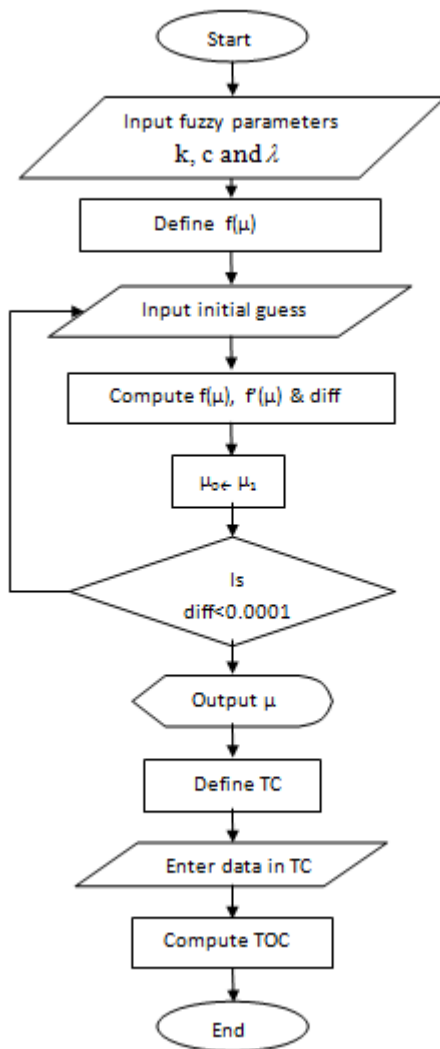 Start
Input fuzzy parameters
k, c and λ
Define f(μ)
Input initial guess
Compute f(μ), f'(μ) & diff
μ₀← μ₁
Is
diff<0.0001
Output μ
Define TC
Enter data in TC
Compute TOC
End